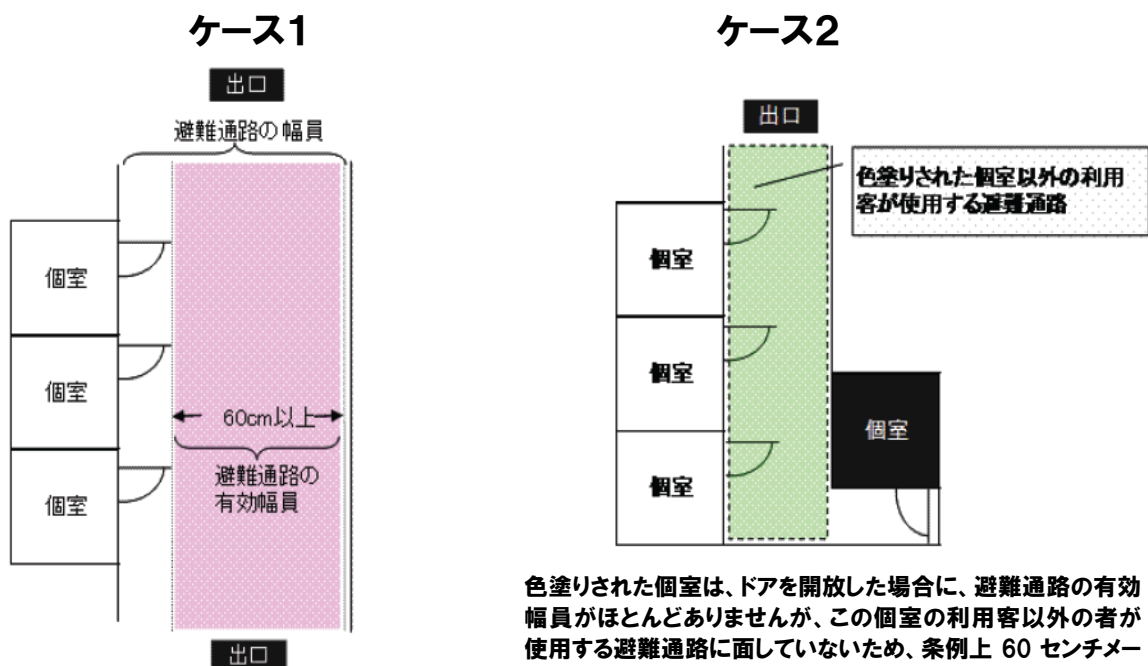 ケース1
出口
避難通路の幅員
個室
個室
個室
60cm以上
避難通路の
有効幅員
出口
ケース2
出口
色塗りされた個室以外の利用
客が使用する避難通路
個室
個室
個室
個室
色塗りされた個室は、ドアを開放した場合に、避難通路の有効
幅員がほとんどありませんが、この個室の利用客以外の者が
使用する避難通路に面していないため、条例上 60 センチメー